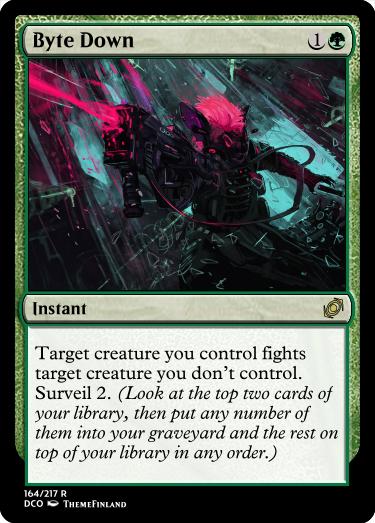 Byte Down 1
Instant
Target creature you control fights
target creature you don't control.
Surveil 2. (Look at the top two cards of
your library, then put any number of
them into your graveyard and the rest on
top of your library in any order.)
164/217 R
DCO ThemeFinland